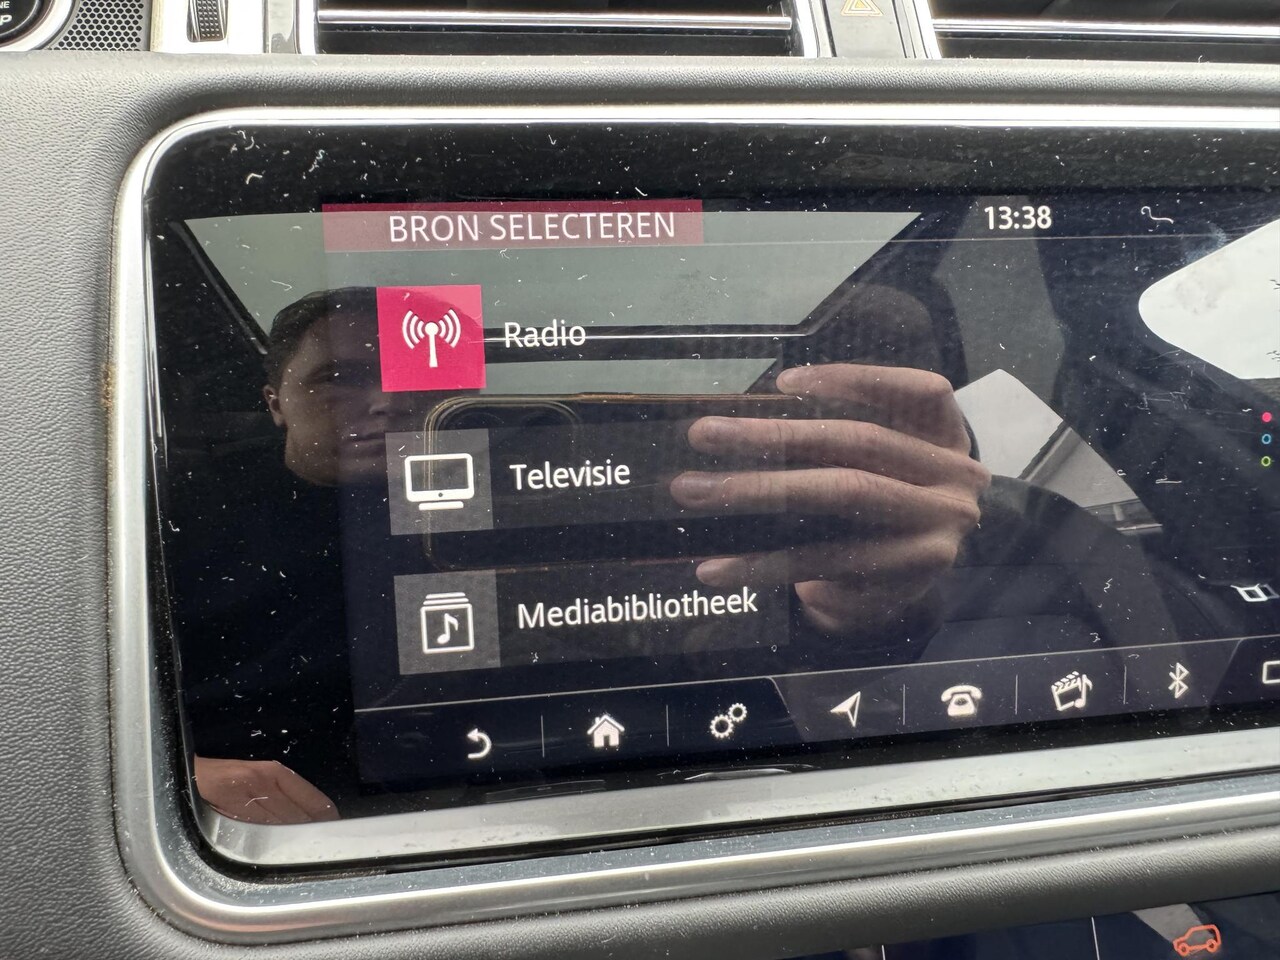 BRON SELECTEREN
13:38
Radio
Televisie
Mediabibliotheek